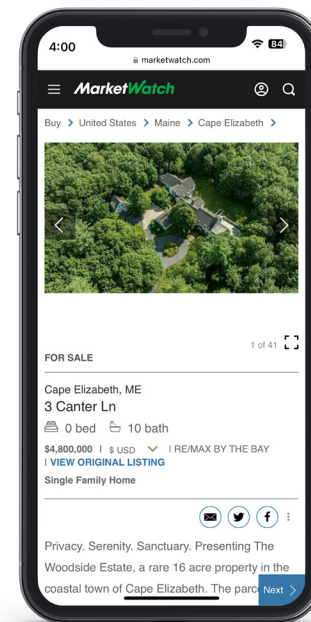 4:00
84
marketwatch.com
MarketWatch
Buy > United States > Maine > Cape Elizabeth >
1 of 41
FOR SALE
Cape Elizabeth, ME
3 Canter Ln
0 bed 10 bath
$4,800,000 | $ USD | RE/MAX BY THE BAY
| VIEW ORIGINAL LISTING
Single Family Home
Privacy. Serenity. Sanctuary. Presenting The
Woodside Estate, a rare 16 acre property in the
coastal town of Cape Elizabeth. The parc
Next >